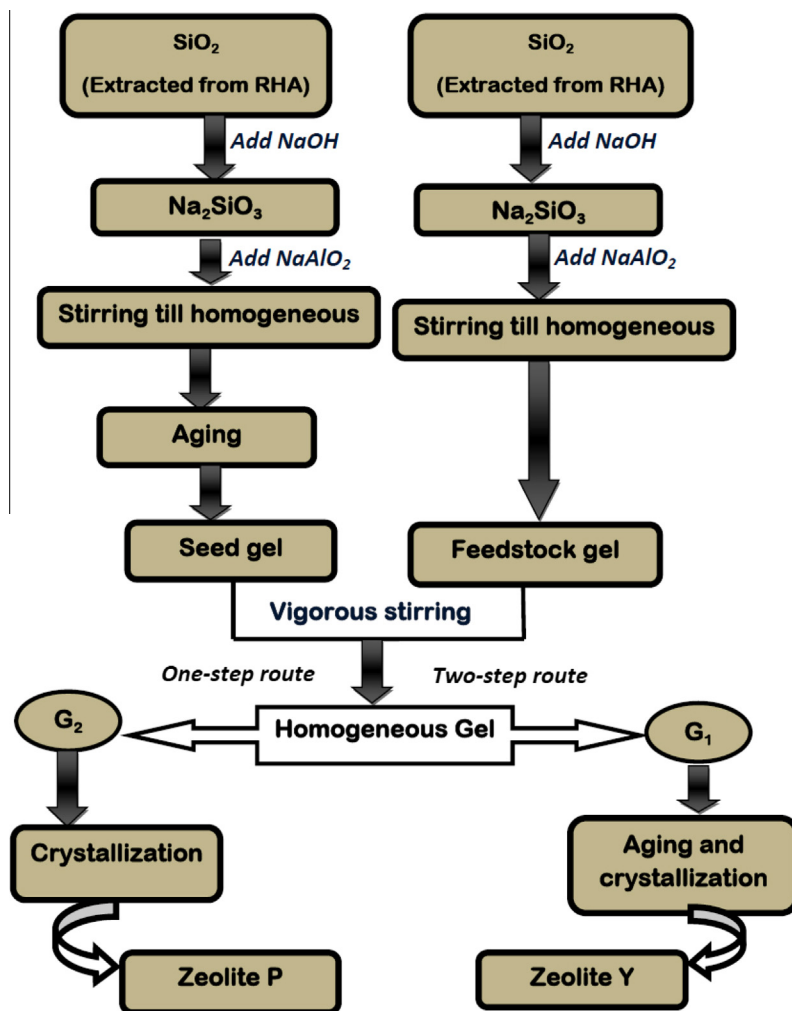 SiO₂
(Extracted from RHA)
Add NaOH
Na₂SiO₃
Add NaAlO₂
Stirring till homogeneous
Aging
Seed gel
SiO₂
(Extracted from RHA)
Add NaOH
Na₂SiO₃
Add NaAlO₂
Stirring till homogeneous
Feedstock gel
Vigorous stirring
One-step route
Two-step route
Homogeneous Gel
G₂
Crystallization
Zeolite P
G₁
Aging and
crystallization
Zeolite Y